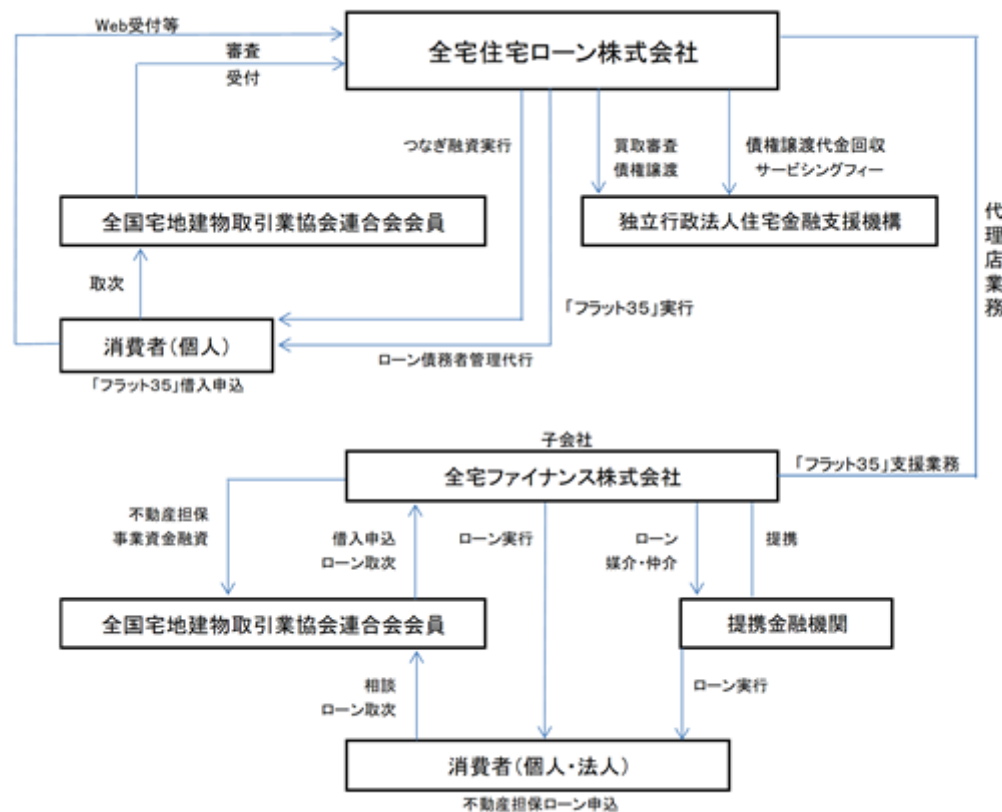 Web受付等
全宅住宅ローン株式会社
審査
受付
つなぎ融資実行
買取審査
債権譲渡
債権譲渡代金回収
サービシングフィー
全国宅地建物取引業協会連合会会員
独立行政法人住宅金融支援機構
代理店業務
取次
「フラット35」実行
消費者(個人)
ローン債務者管理代行
「フラット35」借入申込
子会社
全宅ファイナンス株式会社
「フラット35」支援業務
不動産担保
事業資金融資
借入申込
ローン取次
ローン実行
ローン
媒介・仲介
提携
全国宅地建物取引業協会連合会会員
提携金融機関
相談
ローン取次
ローン実行
消費者(個人・法人)
不動産担保ローン申込